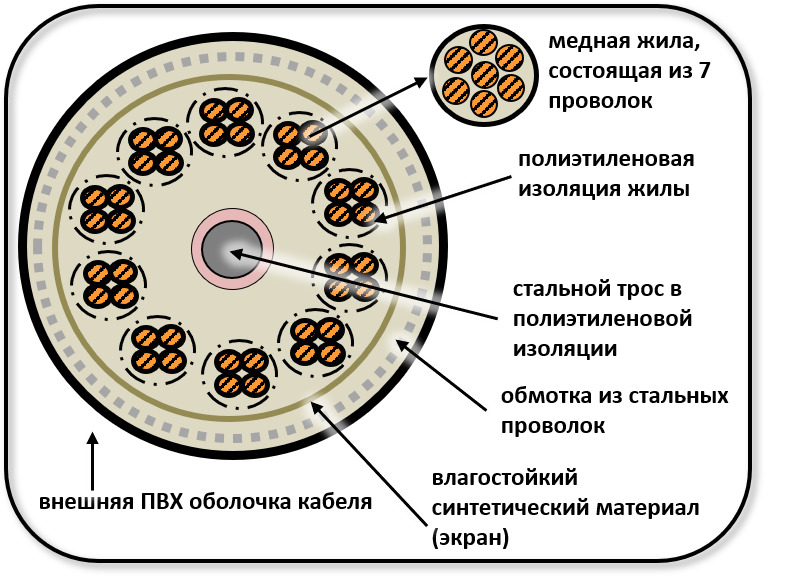 медная жила,
состоящая из 7
проволок
полиэтиленовая
изоляция жилы
стальной трос в
полиэтиленовой
изоляции
обмотка из стальных
проволок
влагостойкий
синтетический материал
(экран)
внешняя ПВХ оболочка кабеля